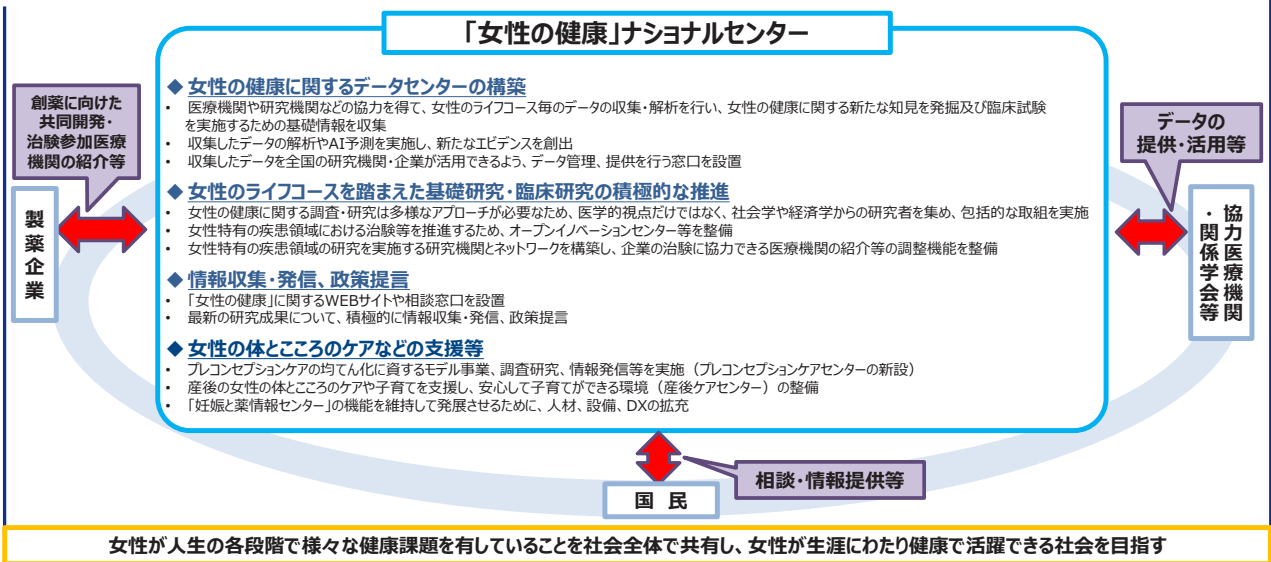 「女性の健康」ナショナルセンター
◆ 女性の健康に関するデータセンターの構築
• 医療機関や研究機関などの協力を得て、女性のライフコース毎のデータの収集・解析を行い、女性の健康に関する新たな知見を発掘及び臨床試験
を実施するための基礎情報を収集
• 収集したデータの解析やAI予測を実施し、新たなエビデンスを創出
• 収集したデータを全国の研究機関・企業が活用できるよう、データ管理、提供を行う窓口を設置
◆ 女性のライフコースを踏まえた基礎研究・臨床研究の積極的な推進
• 女性の健康に関する調査・研究は多様なアプローチが必要なため、医学的視点だけではなく、社会学や経済学からの研究者を集め、包括的な取組を実施
• 女性特有の疾患領域における治験等を推進するため、オープンイノベーションセンター等を整備
• 女性特有の疾患領域の研究を実施する研究機関とネットワークを構築し、企業の治験に協力できる医療機関の紹介等の調整機能を整備
◆ 情報収集・発信、政策提言
• 「女性の健康」に関するWEBサイトや相談窓口を設置
• 最新の研究成果について、積極的に情報収集・発信、政策提言
◆ 女性の体とこころのケアなどの支援等
• プレコンセプションケアの均てん化に資するモデル事業、調査研究、情報発信等を実施（プレコンセプションケアセンターの新設）
• 産後の女性の体とこころのケアや子育てを支援し、安心して子育てができる環境（産後ケアセンター）の整備
• 「妊娠と薬情報センター」の機能を維持して発展させるために、人材、設備、DXの拡充
創薬に向けた
共同開発・
治験参加医療
機関の紹介等
製薬企業
データの
提供・活用等
協力医療機関
・関係学会等
相談・情報提供等
国 民
女性が人生の各段階で様々な健康課題を有していることを社会全体で共有し、女性が生涯にわたり健康で活躍できる社会を目指す